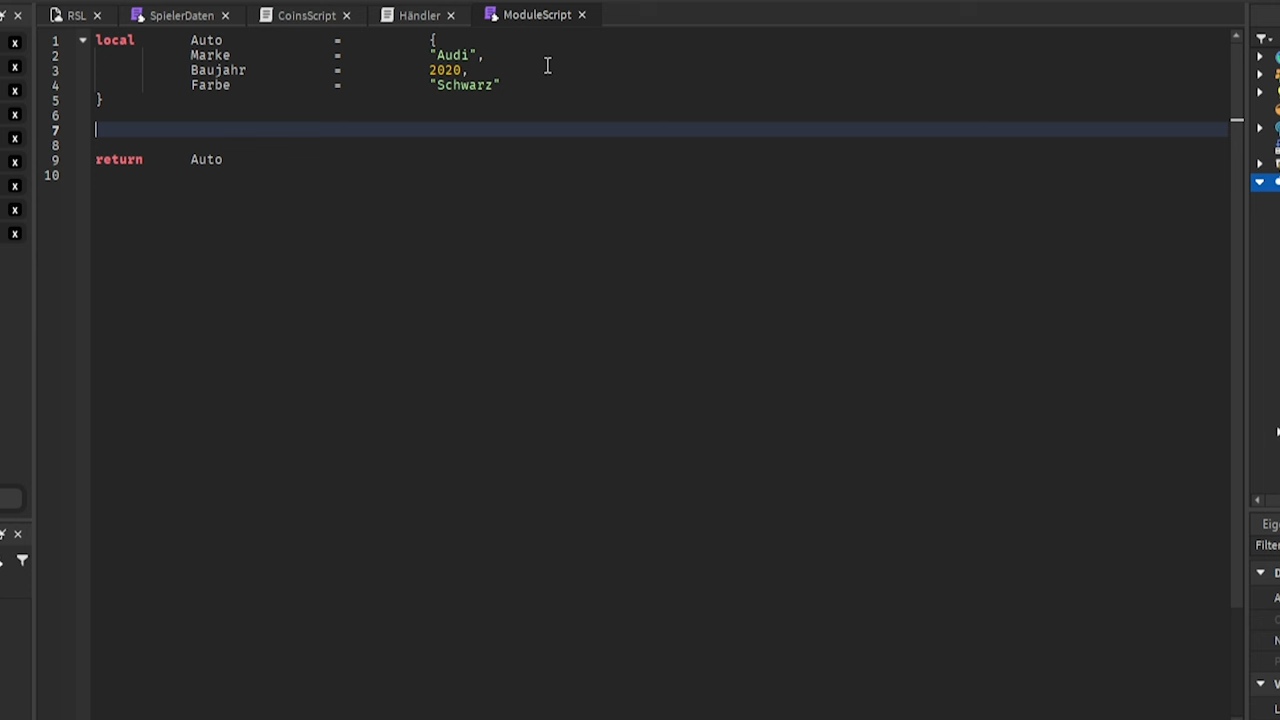 RSL SpielerDaten CoinsScript Händler ModuleScript
1 local Auto = {
2 Marke = "Audi",
3 Baujahr = 2020,
4 Farbe = "Schwarz"
5 }
6
7
8
9 return Auto
10
Eig
Filter